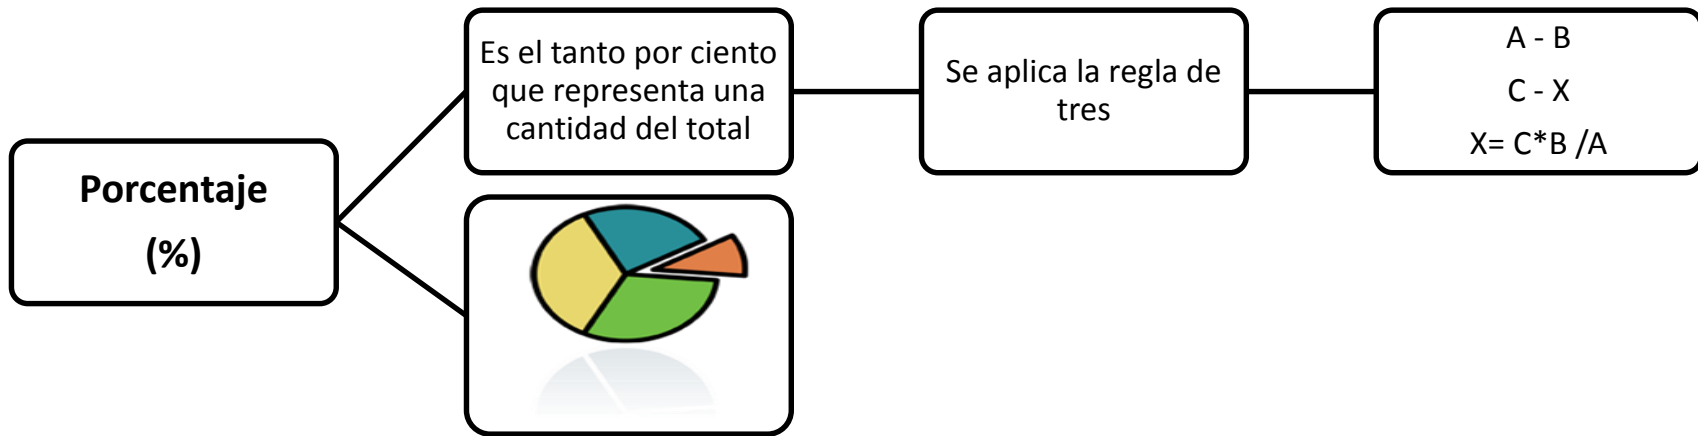 Porcentaje
(%)
Es el tanto por ciento
que representa una
cantidad del total
Se aplica la regla de
tres
A - B
C - X
X= C*B /A